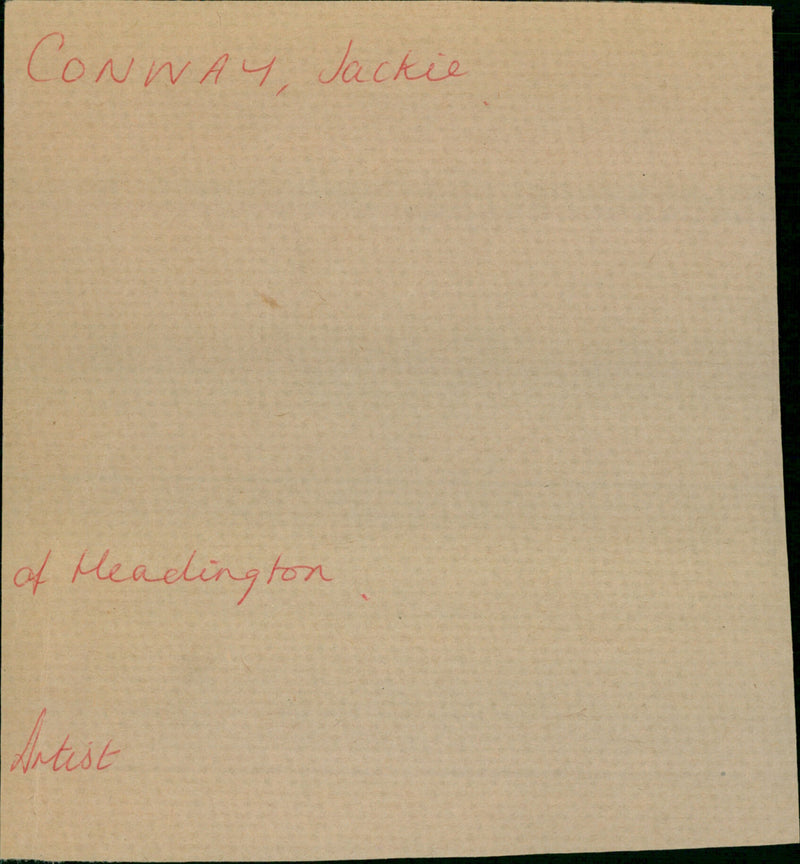 CONWAY, Jackie
of Headington.
Artist